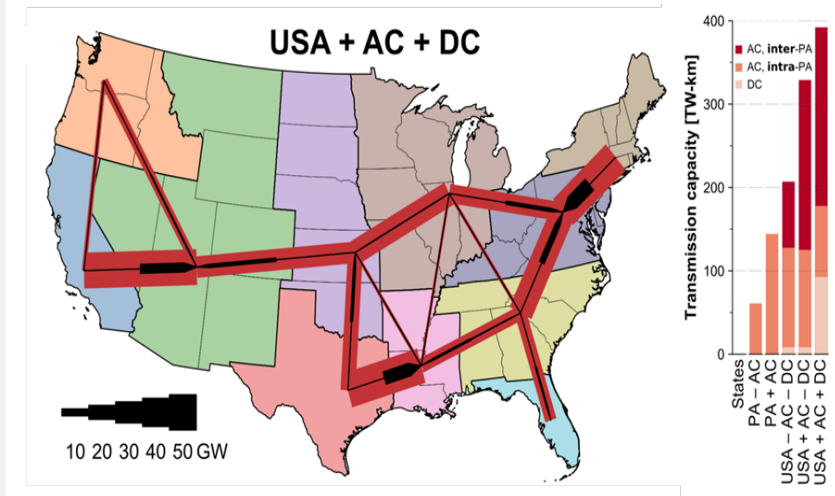 USA + AC + DC
10 20 30 40 50 GW
Transmission capacity [TW-km]
400
300
200
100
0
AC, inter-PA
AC, intra-PA
DC
States
PA – AC
PA + AC
USA – AC – DC
USA + AC – DC
USA + AC + DC